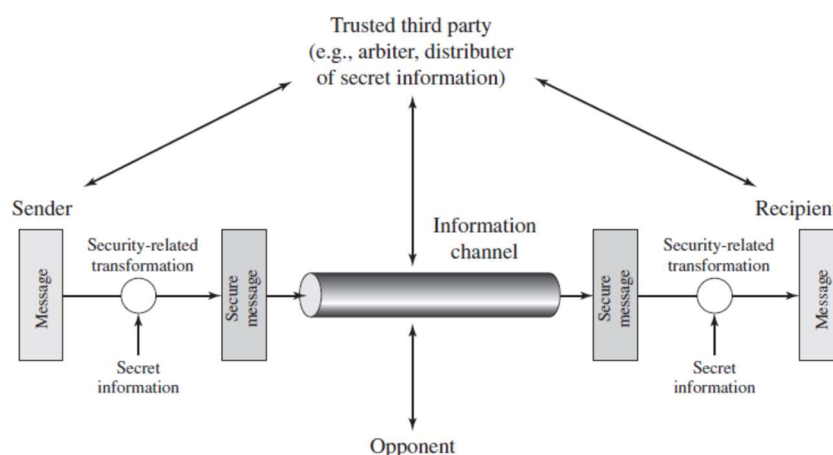 Trusted third party
(e.g., arbiter, distributer
of secret information)
Sender
Recipient
Information
channel
Security-related
transformation
Security-related
transformation
Message
Secure
message
Secure
message
Message
Secret
information
Secret
information
Opponent